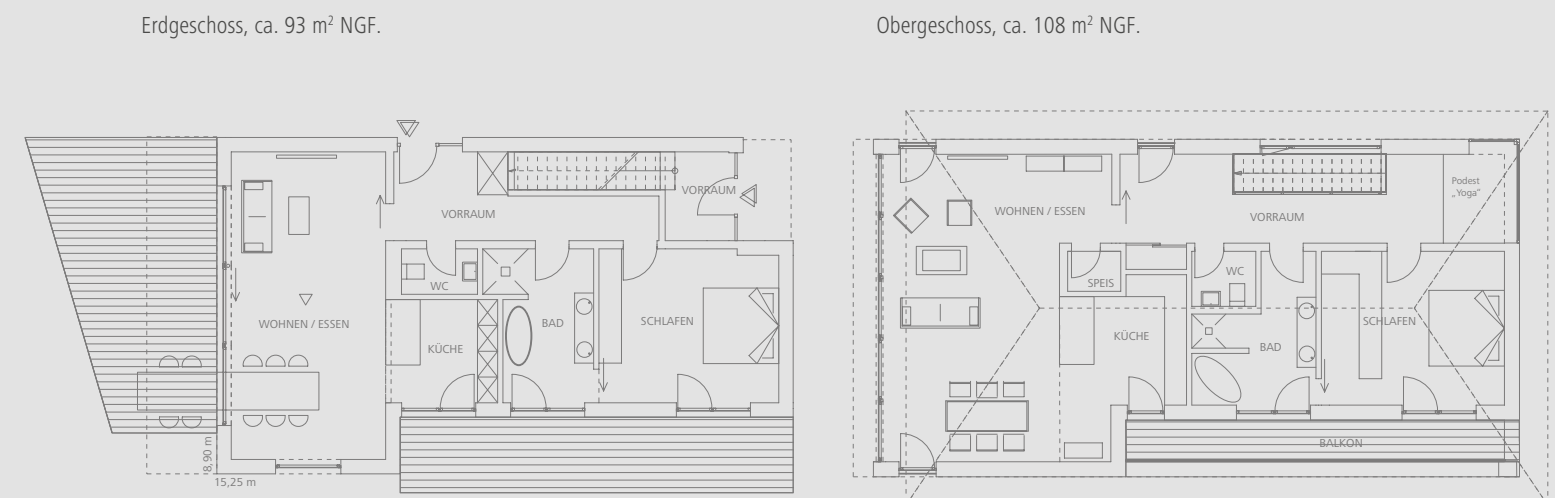 Erdgeschoss, ca. 93 m² NGF.
VORRAUM
VORRAUM
WC
WOHNEN / ESSEN
BAD
SCHLAFEN
KÜCHE
8,90 m
15,25 m
Obergeschoss, ca. 108 m² NGF.
Podest
„Yoga“
WOHNEN / ESSEN
VORRAUM
WC
SPEIS
SCHLAFEN
KÜCHE
BAD
BALKON